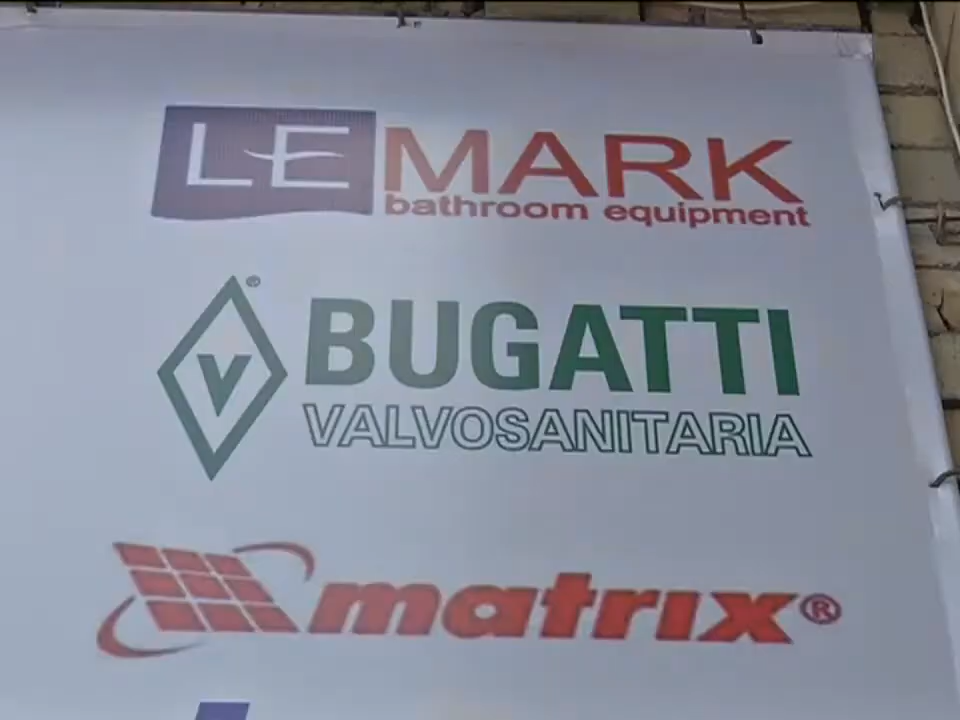 LEMARK
bathroom equipment
V®
BUGATTI
VALVOSANITARIA
matrix®